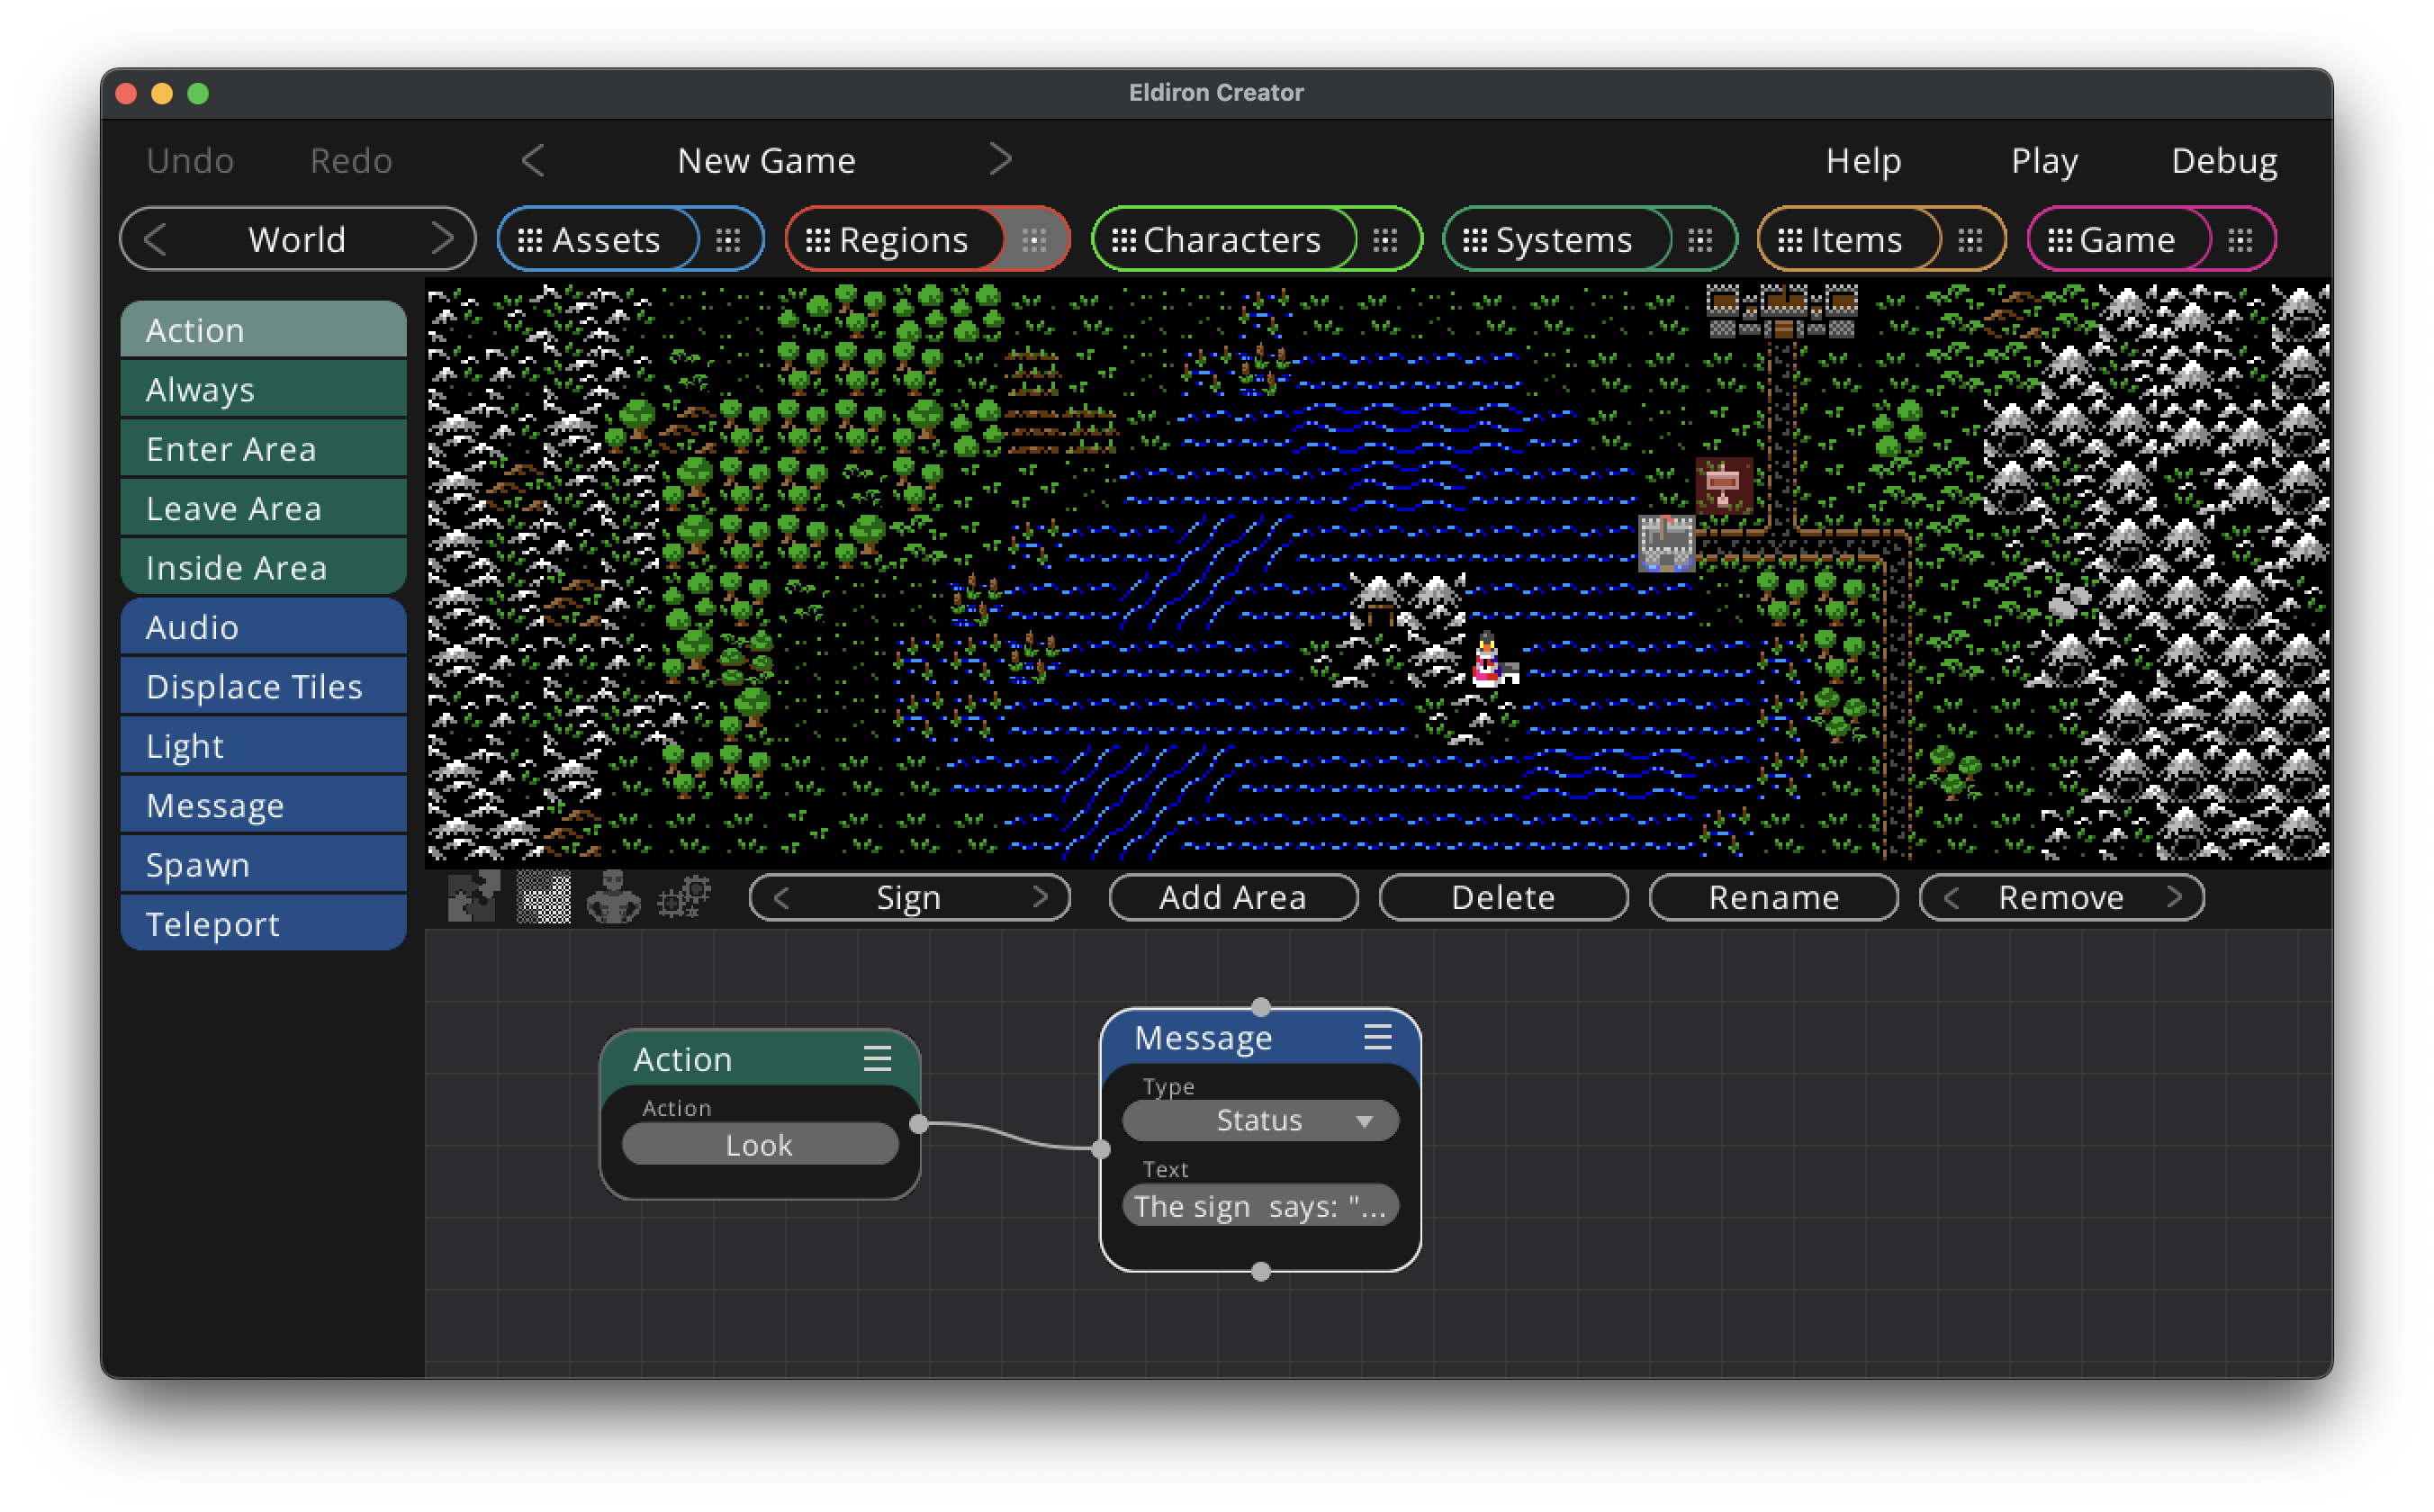 Eldiron Creator
Undo Redo < New Game > Help Play Debug
< World > Assets Regions Characters Systems Items Game
Action
Always
Enter Area
Leave Area
Inside Area
Audio
Displace Tiles
Light
Message
Spawn
Teleport
< Sign > Add Area Delete Rename < Remove >
Action
Action
Look
Message
Type
Status
Text
The sign  says: "...